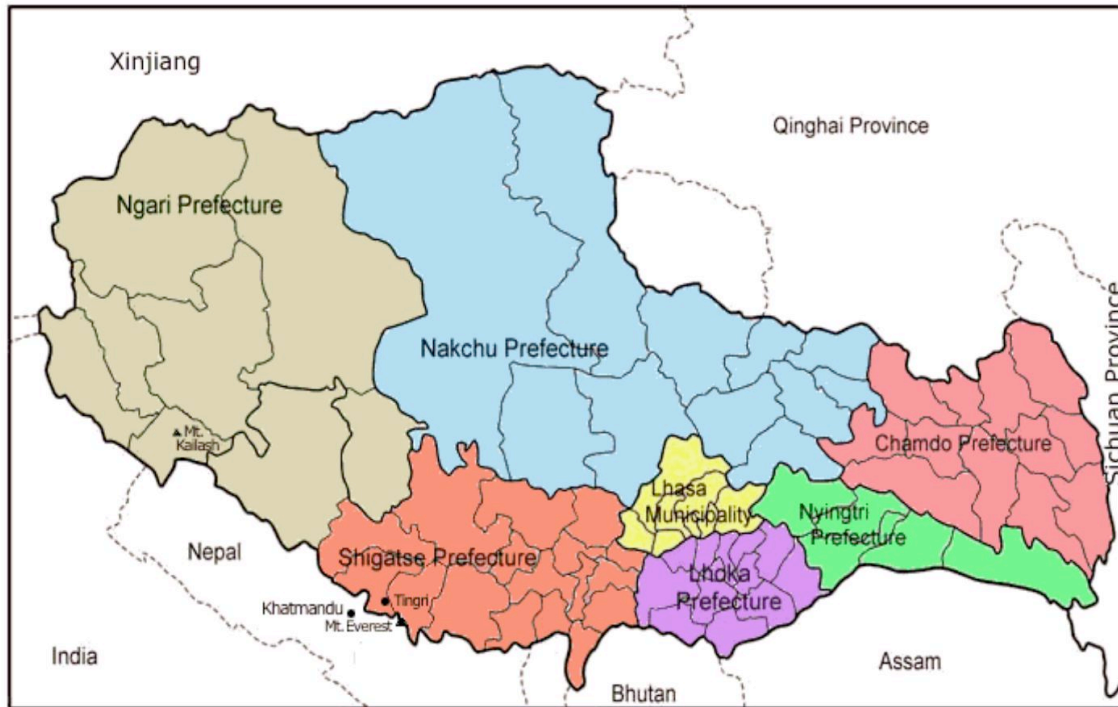 Xinjiang
Qinghai Province
Ngari Prefecture
Sichuan Province
Nakchu Prefecture
Mt.
Kailash
Chamdo Prefecture
Lhasa
Municipality
Nyingtri
Prefecture
Nepal
Shigatse Prefecture
Lhoka
Prefecture
Tingri
Khatmandu
Mt. Everest
India
Assam
Bhutan